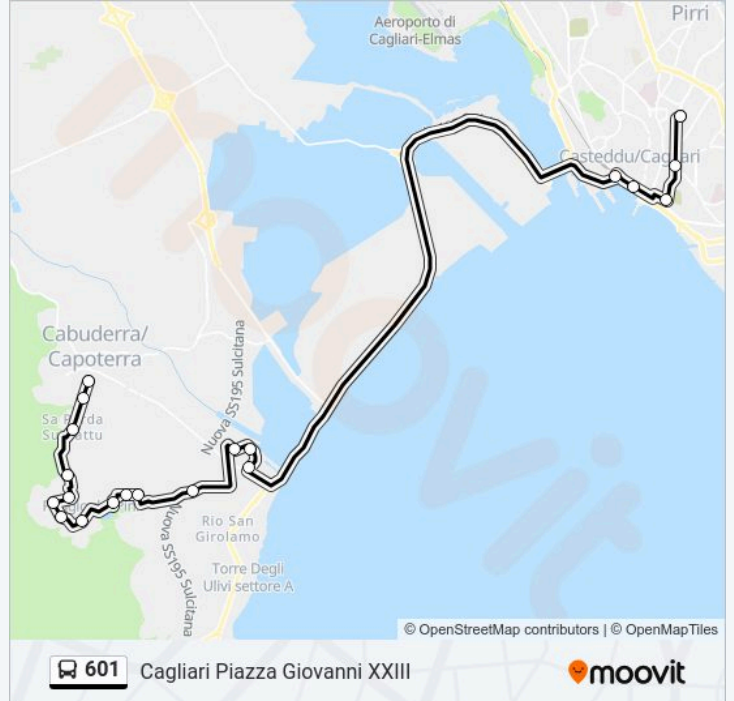 Pirri
Aeroporto di
Cagliari-Elmas
Casteddu/Cagliari
Cabuderra/
Capoterra
Nuova SS195 Sulcitana
Rio San
Girolamo
Nuova SS195 Sulcitana
Torre Degli
Ulivi settore A
moovit
© OpenStreetMap contributors | © OpenMapTiles
601 Cagliari Piazza Giovanni XXIII
moovit